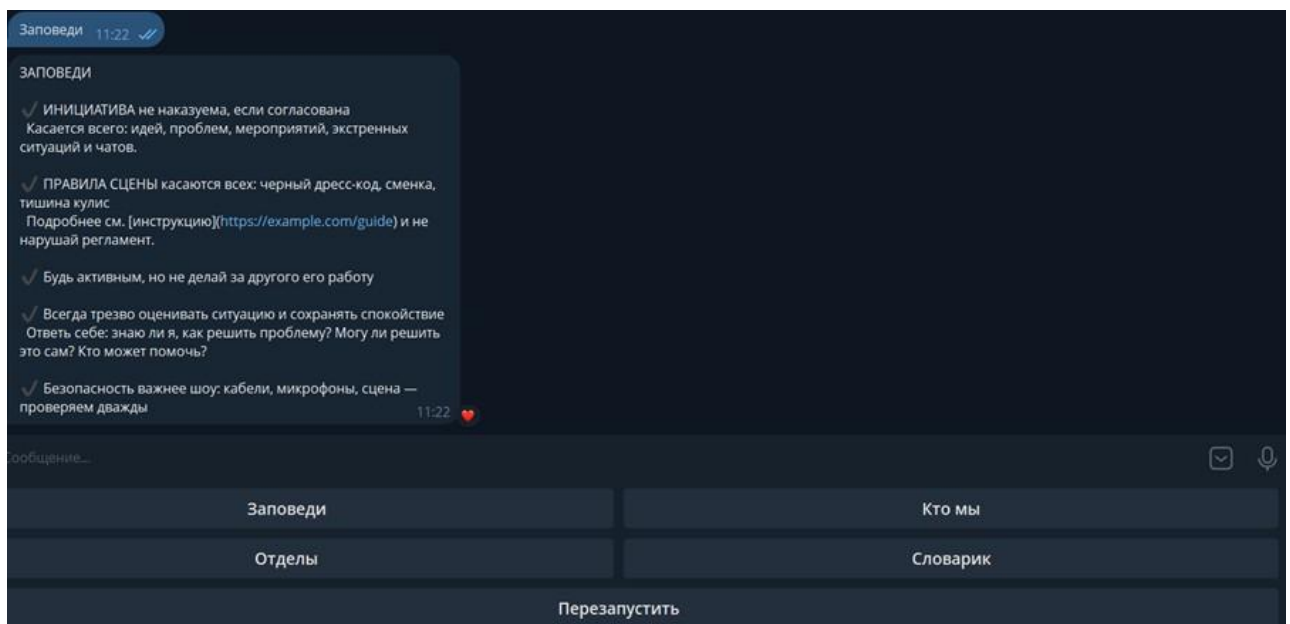 Заповеди 11:22
ЗАПОВЕДИ
✓ ИНИЦИАТИВА не наказуема, если согласована
Касается всего: идей, проблем, мероприятий, экстренных
ситуаций и чатов.
✓ ПРАВИЛА СЦЕНЫ касаются всех: черный дресс-код, сменка,
тишина кулис
Подробнее см. [инструкцию](https://example.com/guide) и не
нарушай регламент.
✓ Будь активным, но не делай за другого его работу
✓ Всегда трезво оценивать ситуацию и сохранять спокойствие
Ответь себе: знаю ли я, как решить проблему? Могу ли решить
это сам? Кто может помочь?
✓ Безопасность важнее шоу: кабели, микрофоны, сцена —
проверяем дважды
11:22
Сообщение...
Заповеди
Кто мы
Отделы
Словарик
Перезапустить